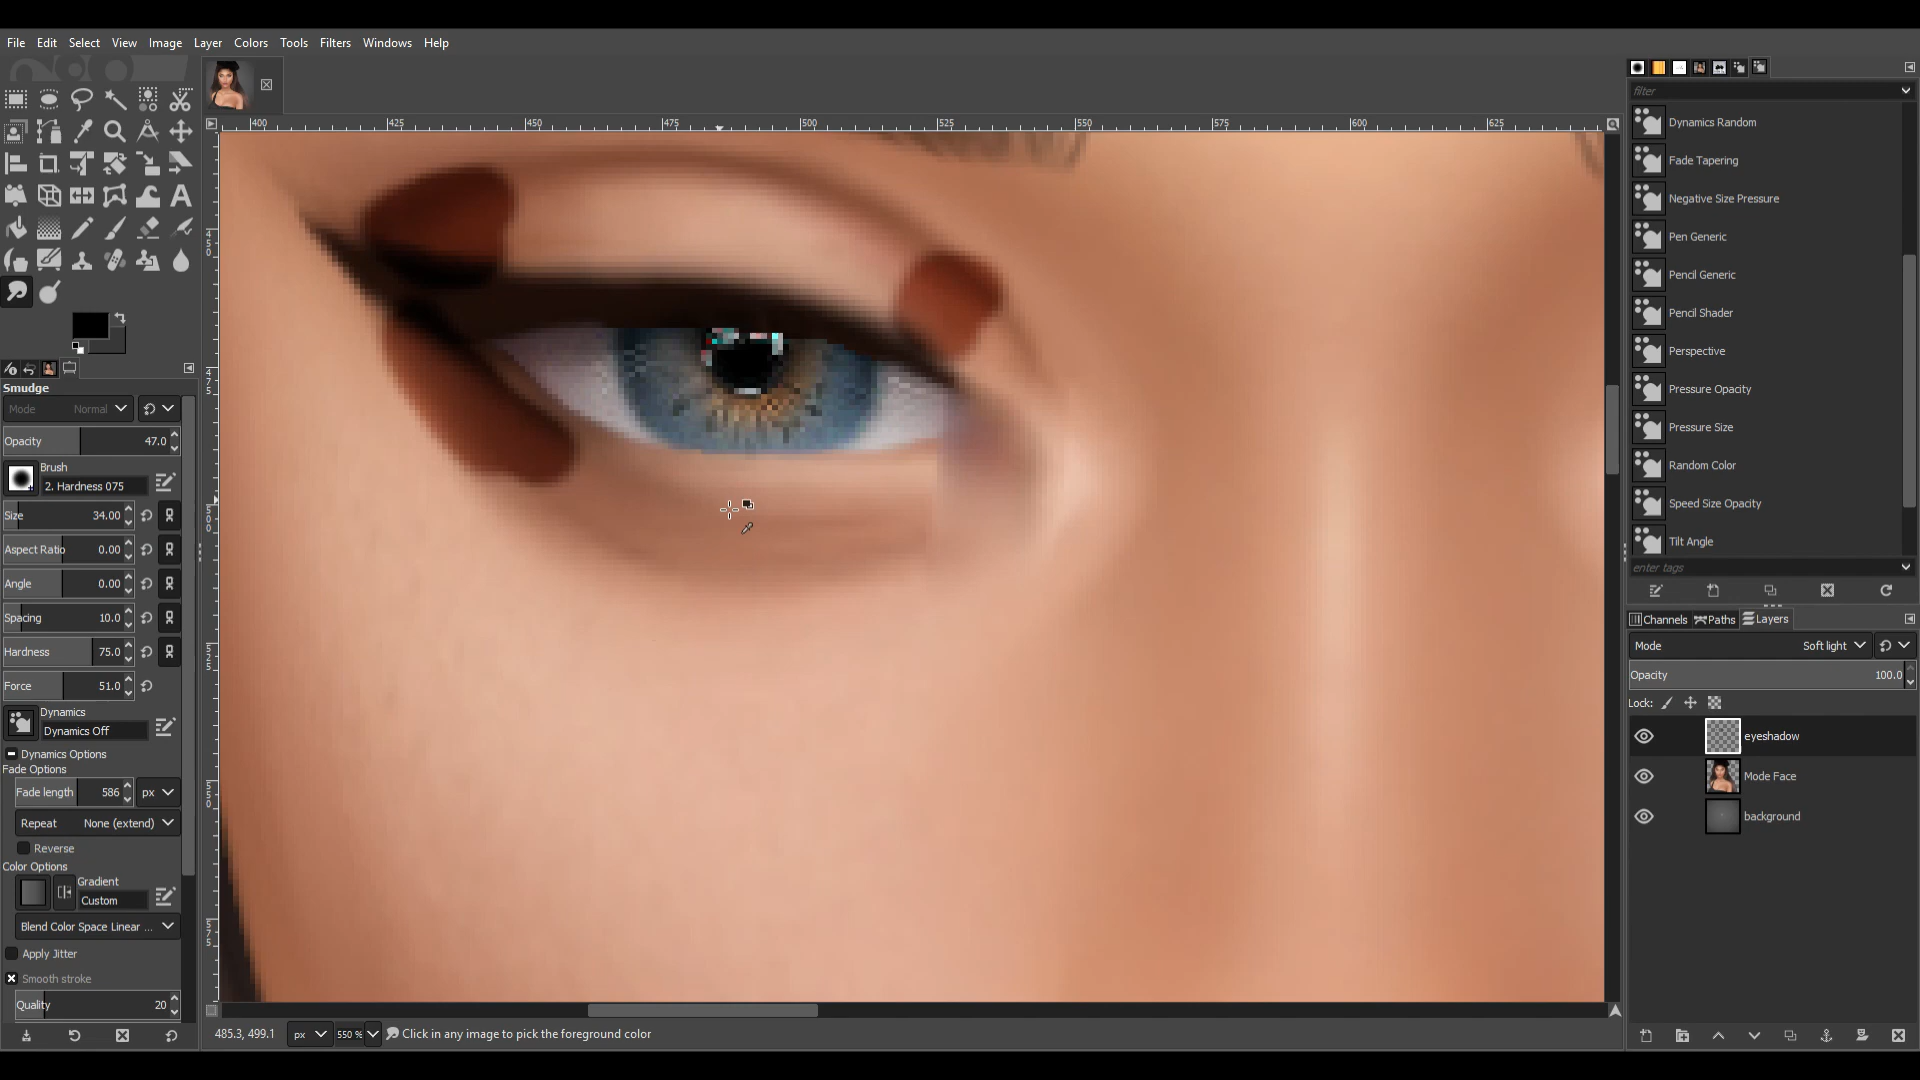 File Edit Select View Image Layer Colors Tools Filters Windows Help
400 425 450 475 500 525 550 575 600 625
450
475
500
525
550
575
Smudge
Mode Normal
Opacity 47.0
Brush
2. Hardness 075
Size 34.00
Aspect Ratio 0.00
Angle 0.00
Spacing 10.0
Hardness 75.0
Force 51.0
Dynamics
Dynamics Off
Dynamics Options
Fade Options
Fade length 586 px
Repeat None (extend)
Reverse
Color Options
Gradient
Custom
Blend Color Space Linear ...
Apply Jitter
Smooth stroke
Quality 20
485.3, 499.1 px 550 % Click in any image to pick the foreground color
filter
Dynamics Random
Fade Tapering
Negative Size Pressure
Pen Generic
Pencil Generic
Pencil Shader
Perspective
Pressure Opacity
Pressure Size
Random Color
Speed Size Opacity
Tilt Angle
enter tags
Channels Paths Layers
Mode Soft light
Opacity 100.0
Lock:
eyeshadow
Mode Face
background